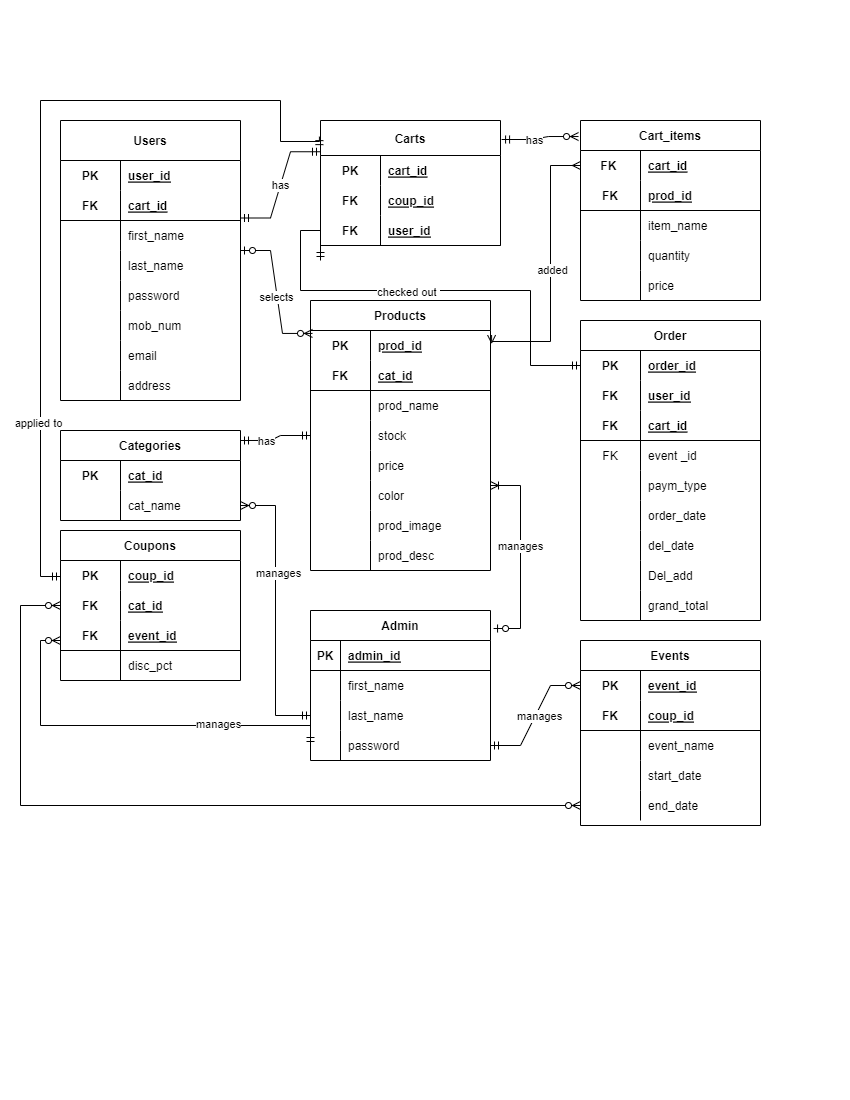 Users
PK user_id
FK cart_id
first_name
last_name
password
mob_num
email
address
Carts
PK cart_id
FK coup_id
FK user_id
Cart_items
FK cart_id
FK prod_id
item_name
quantity
price
has
has
selects
checked out
added
applied to
Products
PK prod_id
FK cat_id
prod_name
stock
price
color
prod_image
prod_desc
Order
PK order_id
FK user_id
FK cart_id
FK event _id
paym_type
order_date
del_date
Del_add
grand_total
Categories
PK cat_id
cat_name
has
Coupons
PK coup_id
FK cat_id
FK event_id
disc_pct
manages
manages
manages
manages
Admin
PK admin_id
first_name
last_name
password
Events
PK event_id
FK coup_id
event_name
start_date
end_date